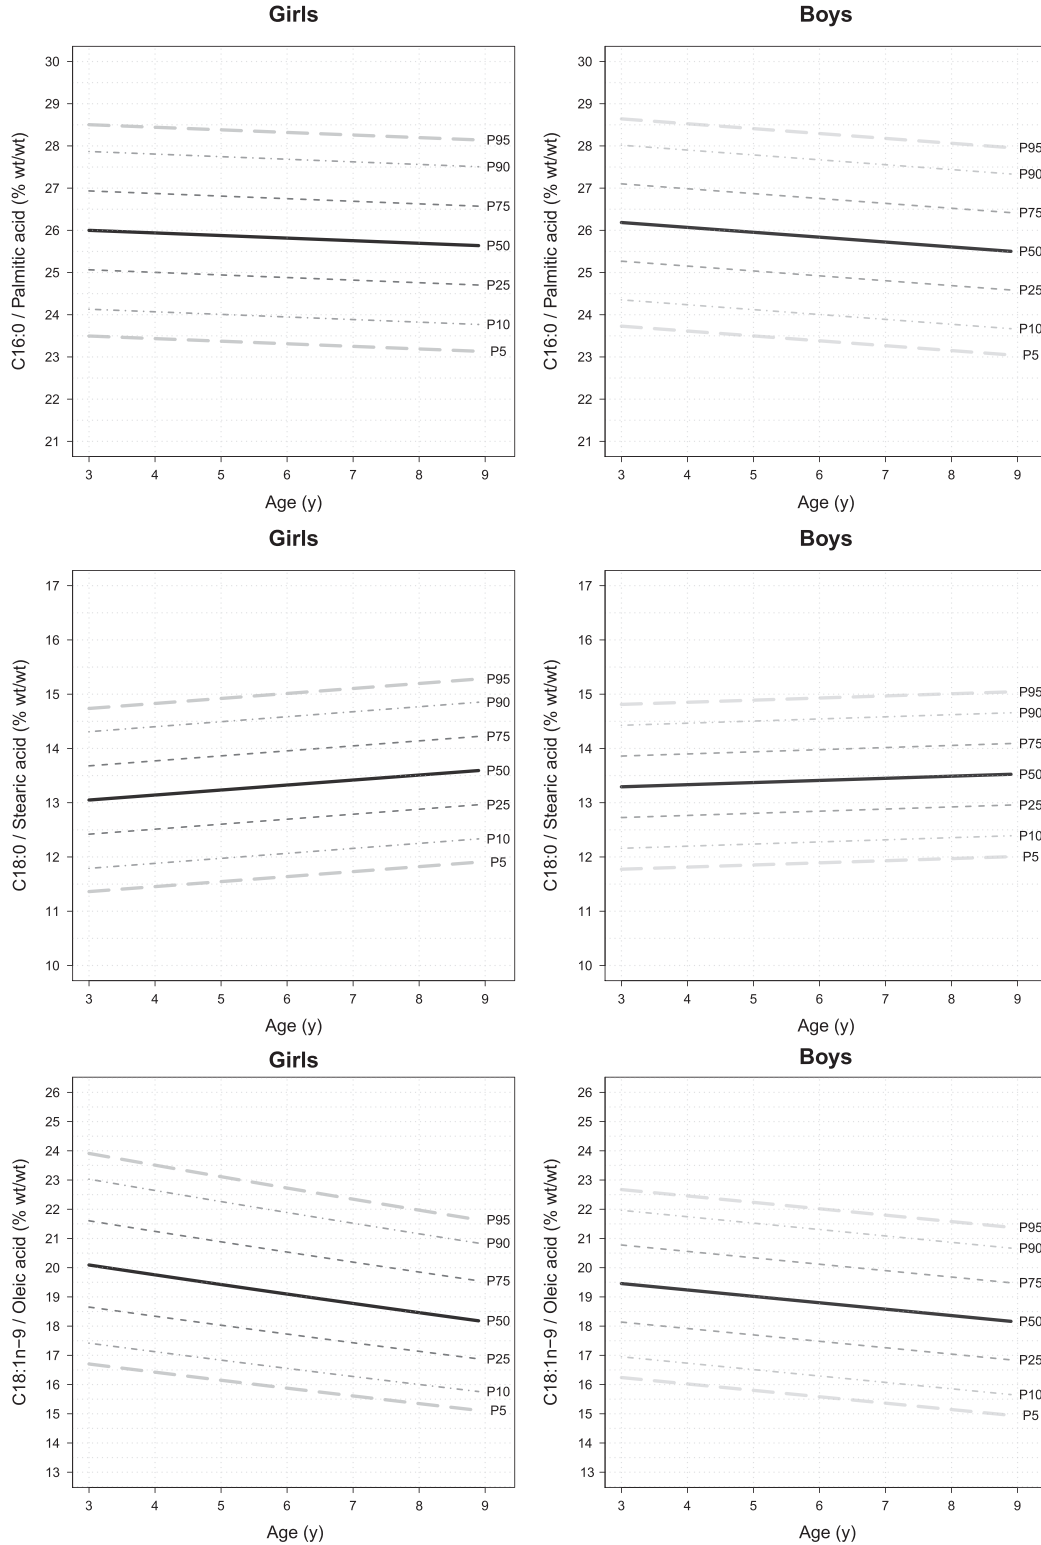 Girls
Boys
C16:0 / Palmitic acid (% wt/wt)
30
29
28
27
26
25
24
23
22
21
P95
P90
P75
P50
P25
P10
P5
3 4 5 6 7 8 9
Age (y)
C16:0 / Palmitic acid (% wt/wt)
30
29
28
27
26
25
24
23
22
21
P95
P90
P75
P50
P25
P10
P5
3 4 5 6 7 8 9
Age (y)
Girls
Boys
C18:0 / Stearic acid (% wt/wt)
17
16
15
14
13
12
11
10
P95
P90
P75
P50
P25
P10
P5
3 4 5 6 7 8 9
Age (y)
C18:0 / Stearic acid (% wt/wt)
17
16
15
14
13
12
11
10
P95
P90
P75
P50
P25
P10
P5
3 4 5 6 7 8 9
Age (y)
Girls
Boys
C18:1n−9 / Oleic acid (% wt/wt)
26
25
24
23
22
21
20
19
18
17
16
15
14
13
P95
P90
P75
P50
P25
P10
P5
3 4 5 6 7 8 9
Age (y)
C18:1n−9 / Oleic acid (% wt/wt)
26
25
24
23
22
21
20
19
18
17
16
15
14
13
P95
P90
P75
P50
P25
P10
P5
3 4 5 6 7 8 9
Age (y)